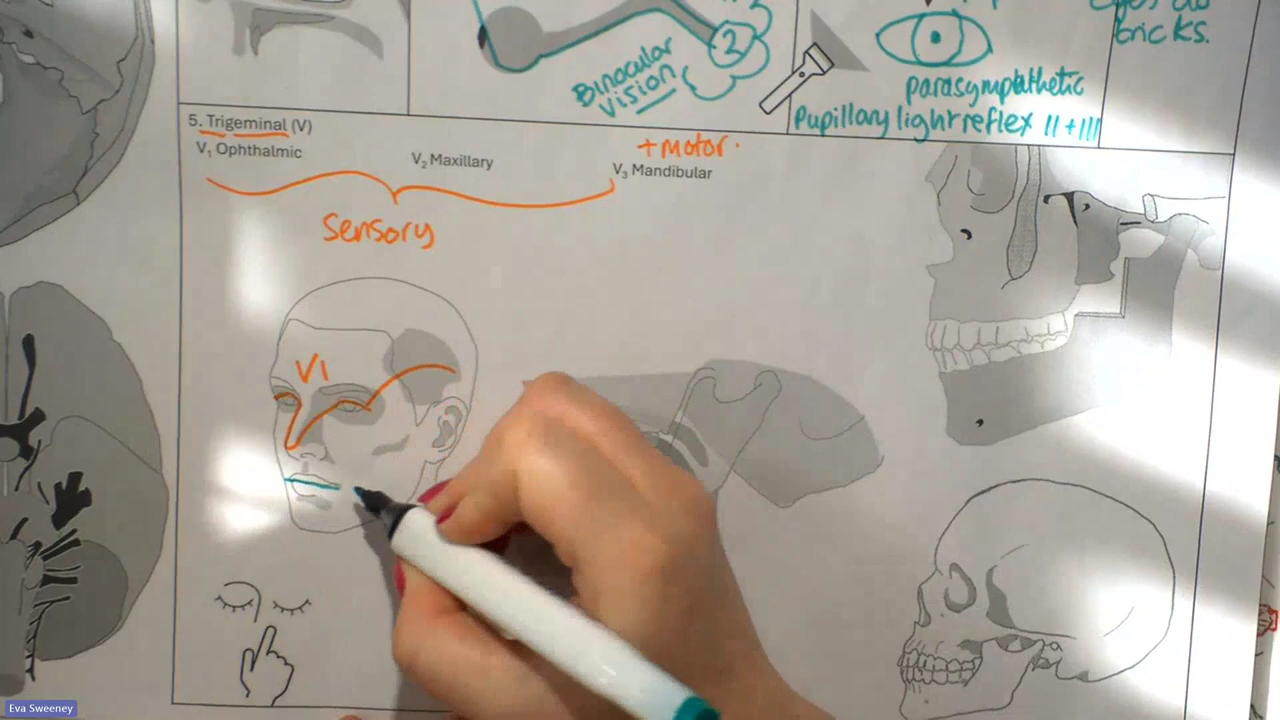 tricks.
②
Binocular
Vision
parasympathetic
Pupillary light reflex II + III
5. Trigeminal (V)
+ motor.
V₁ Ophthalmic
V₂ Maxillary
V₃ Mandibular
Sensory
V1
Eva Sweeney